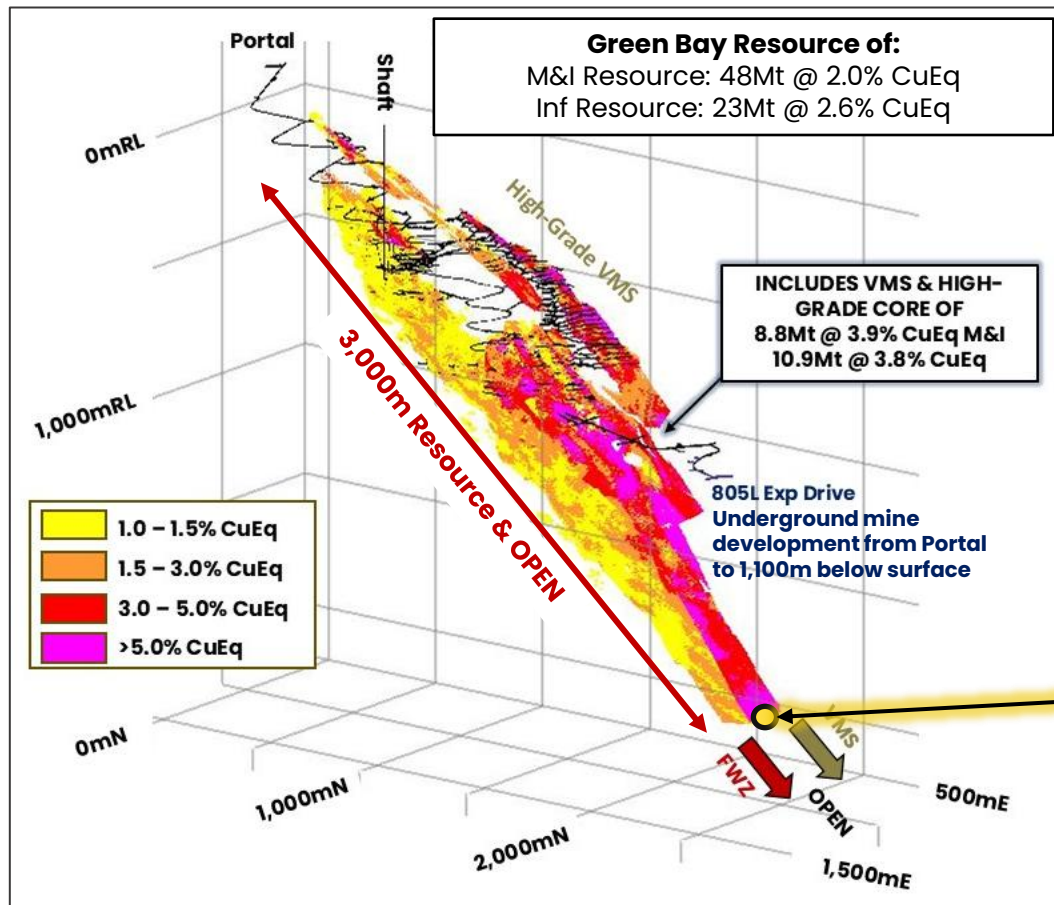 Portal
Shaft
Green Bay Resource of:
M&I Resource: 48Mt @ 2.0% CuEq
Inf Resource: 23Mt @ 2.6% CuEq
0mRL
High-Grade VMS
INCLUDES VMS & HIGH-
GRADE CORE OF
8.8Mt @ 3.9% CuEq M&I
10.9Mt @ 3.8% CuEq
3,000m Resource & OPEN
1,000mRL
805L Exp Drive
Underground mine
development from Portal
to 1,100m below surface
1.0 – 1.5% CuEq
1.5 – 3.0% CuEq
3.0 – 5.0% CuEq
>5.0% CuEq
VMS
FWZ
OPEN
0mN
1,000mN
2,000mN
500mE
1,500mE